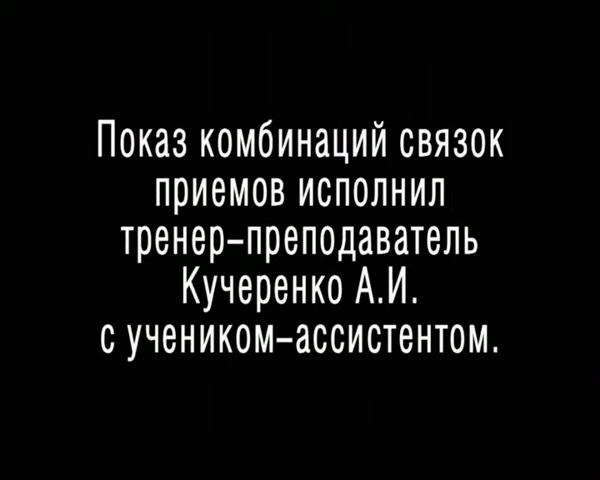 Показ комбинаций связок
приемов исполнил
тренер-преподаватель
Кучеренко А.И.
с учеником-ассистентом.